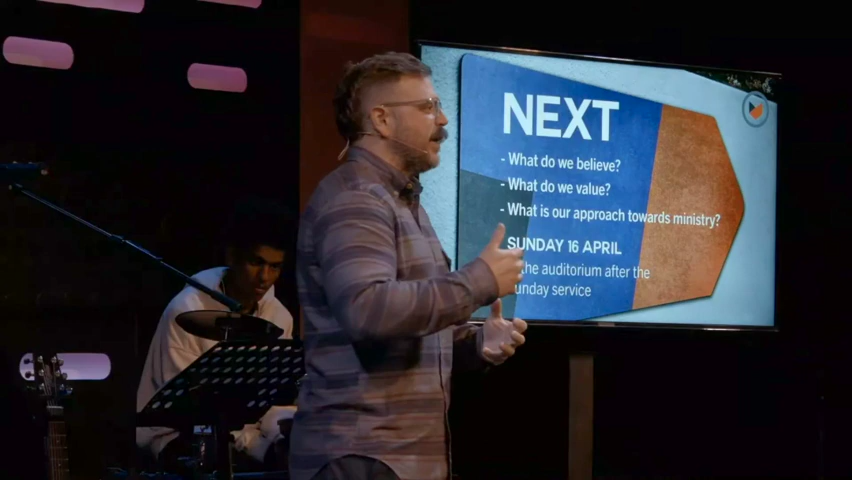 NEXT
- What do we believe?
- What do we value?
- What is our approach towards ministry?
SUNDAY 16 APRIL
the auditorium after the
unday service